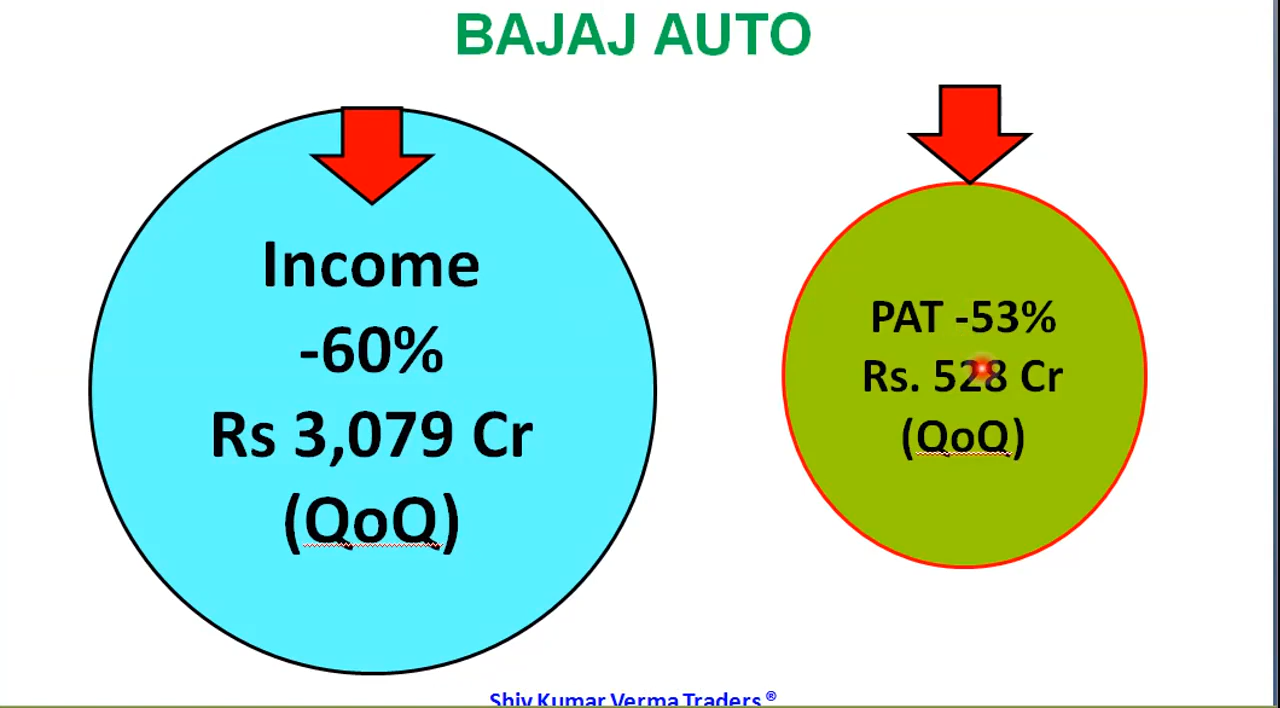 BAJAJ AUTO
Income
-60%
Rs 3,079 Cr
(QoQ)
PAT -53%
Rs. 528 Cr
(QoQ)
Shiv Kumar Verma Traders ®